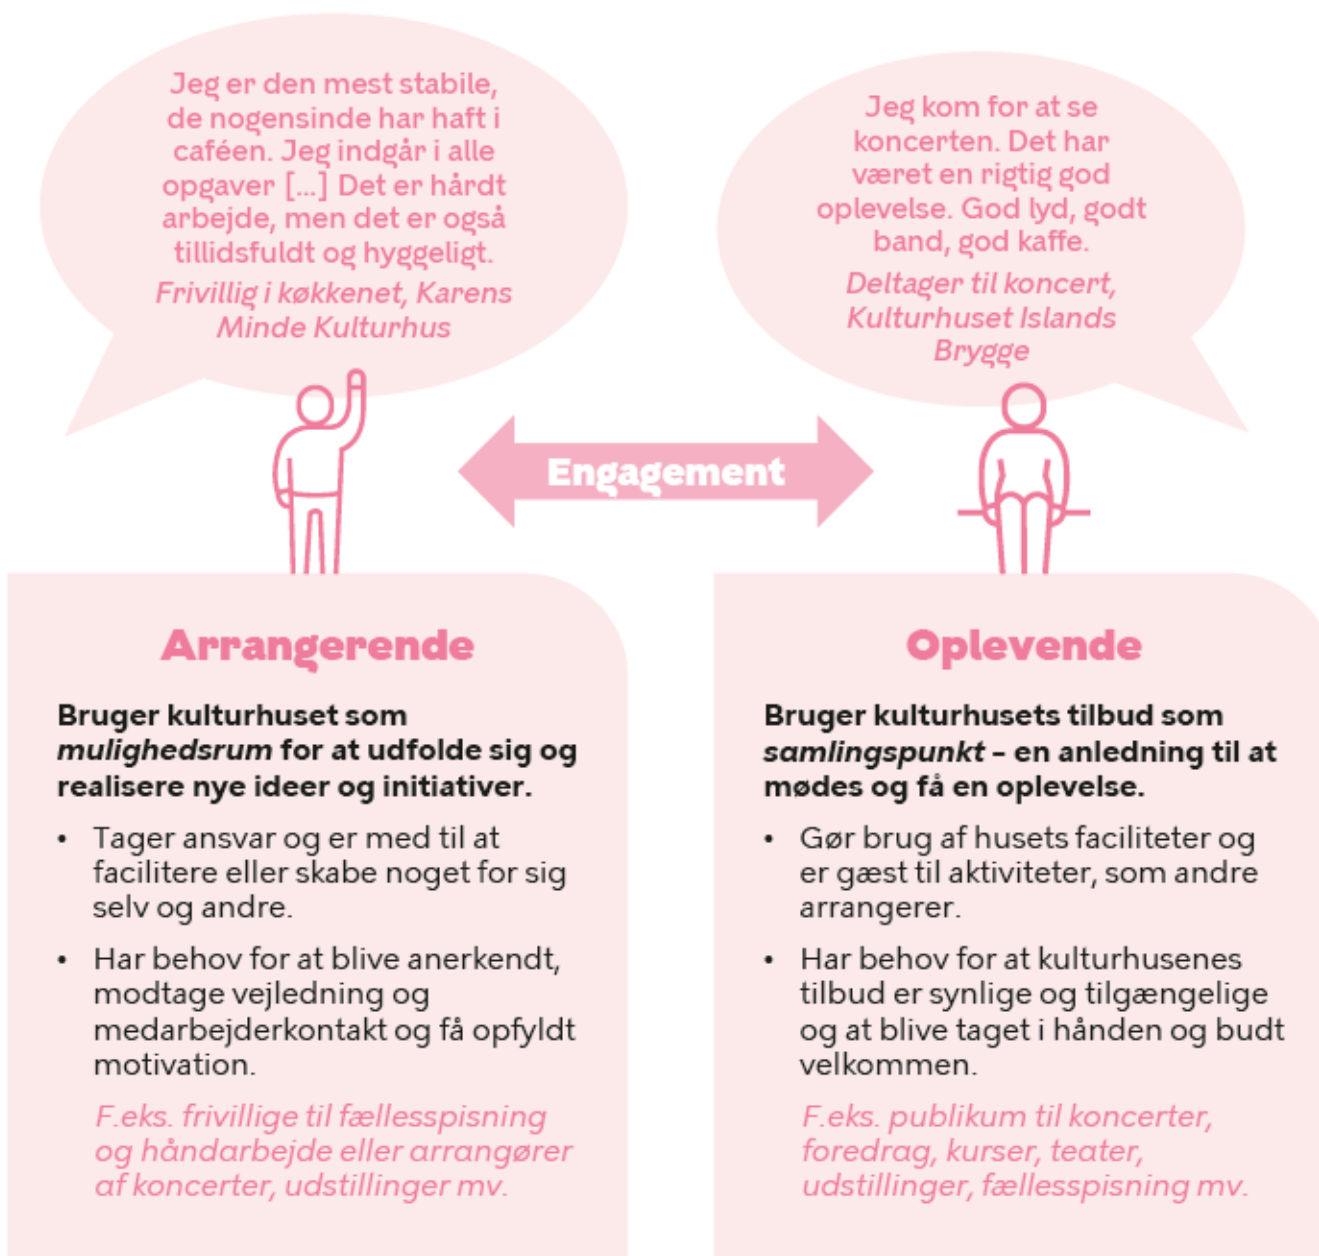 Jeg er den mest stabile,
de nogensinde har haft i
caféen. Jeg indgår i alle
opgaver [...] Det er hårdt
arbejde, men det er også
tillidsfuldt og hyggeligt.
Frivillig i køkkenet, Karens
Minde Kulturhus
Jeg kom for at se
koncerten. Det har
været en rigtig god
oplevelse. God lyd, godt
band, god kaffe.
Deltager til koncert,
Kulturhuset Islands
Brygge
Engagement
Arrangerende
Bruger kulturhuset som
mulighedsrum for at udfolde sig og
realisere nye ideer og initiativer.
• Tager ansvar og er med til at
facilitere eller skabe noget for sig
selv og andre.
• Har behov for at blive anerkendt,
modtage vejledning og
medarbejderkontakt og få opfyldt
motivation.
F.eks. frivillige til fællesspisning
og håndarbejde eller arrangører
af koncerter, udstillinger mv.
Oplevende
Bruger kulturhusets tilbud som
samlingspunkt – en anledning til at
mødes og få en oplevelse.
• Gør brug af husets faciliteter og
er gæst til aktiviteter, som andre
arrangerer.
• Har behov for at kulturhusenes
tilbud er synlige og tilgængelige
og at blive taget i hånden og budt
velkommen.
F.eks. publikum til koncerter,
foredrag, kurser, teater,
udstillinger, fællesspisning mv.